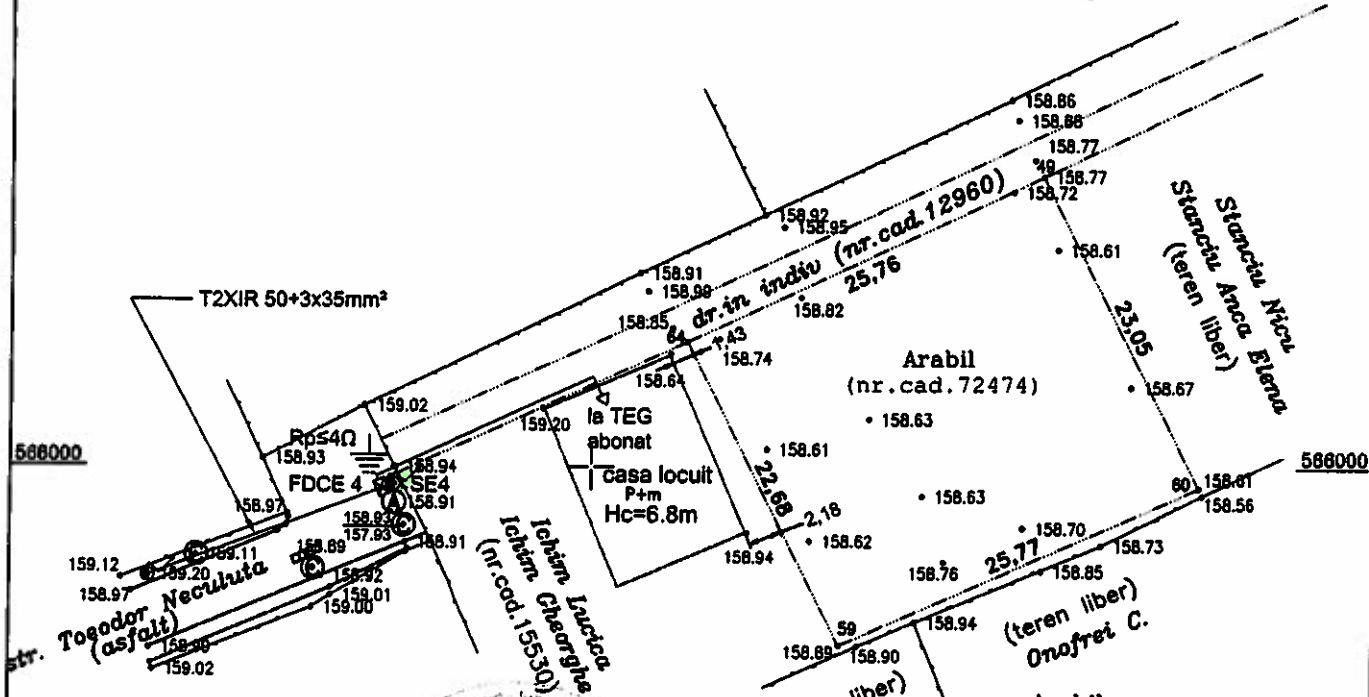 158.86
158.86
158.77
49
158.77
158.72
158.92
158.95
dr.in indiv (nr.cad.12960)
25,76
158.61
Stanciu Nicu
Stanciu Anca Elena
(teren liber)
158.91
158.99
T2XIR 50+3x35mm²
158.85
64
1,43
158.82
158.74
158.64
Arabil
(nr.cad.72474)
23,05
158.67
159.02
159.20
la TEG
abonat
158.63
Rp≤4Ω
158.93
158.94
566000
566000
158.61
FDCE 4
SE4
casa locuit
P+m
Hc=6.8m
22,68
158.63
60
158.61
158.56
158.97
158.91
158.93
157.93
2,18
158.70
158.91
158.94
158.62
158.73
159.12
159.11
158.89
159.20
158.97
158.92
159.01
159.00
25,77
158.76
158.85
str. Toeodor Neculuta
(asfalt)
158.90
159.02
Ichim Lucica
Ichim Gheorghe
(nr.cad.15530)
59
158.89
158.90
158.94
(teren liber)
Onofrei C.
liber)